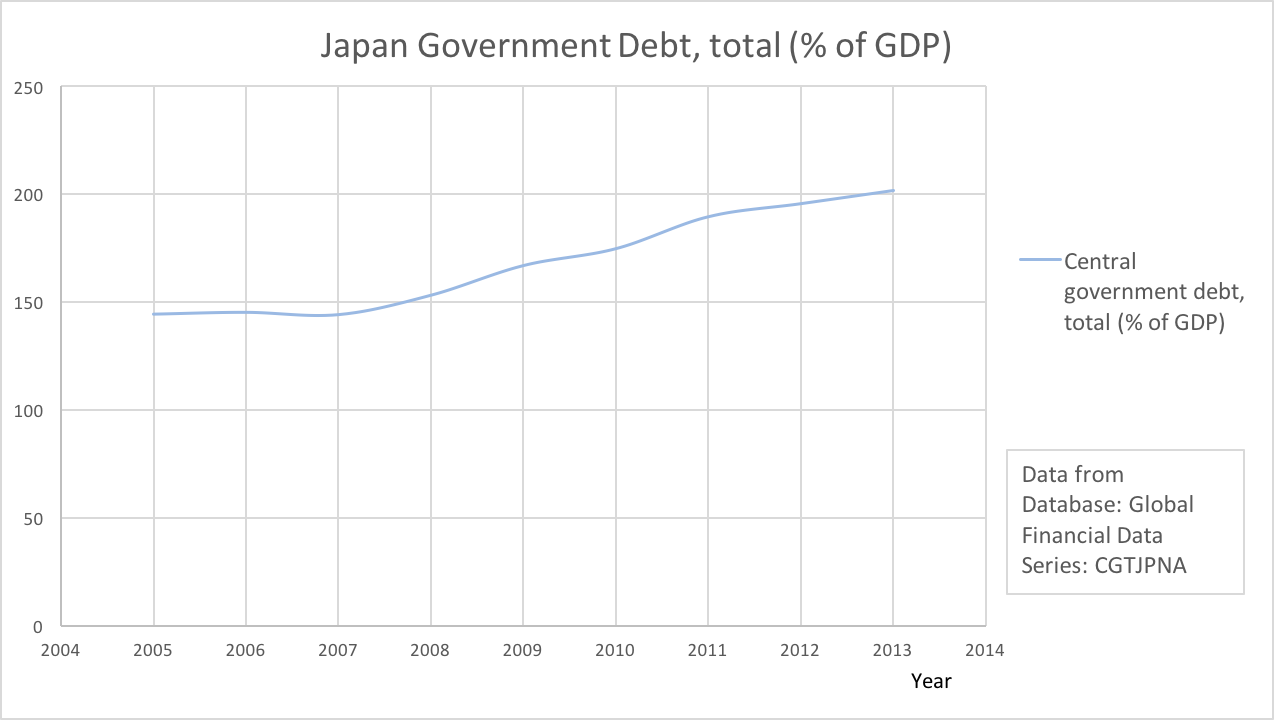 Japan Government Debt, total (% of GDP)
250
200
150
100
50
0
2004 2005 2006 2007 2008 2009 2010 2011 2012 2013 2014
Year
Central
government debt,
total (% of GDP)
Data from
Database: Global
Financial Data
Series: CGTJPNA